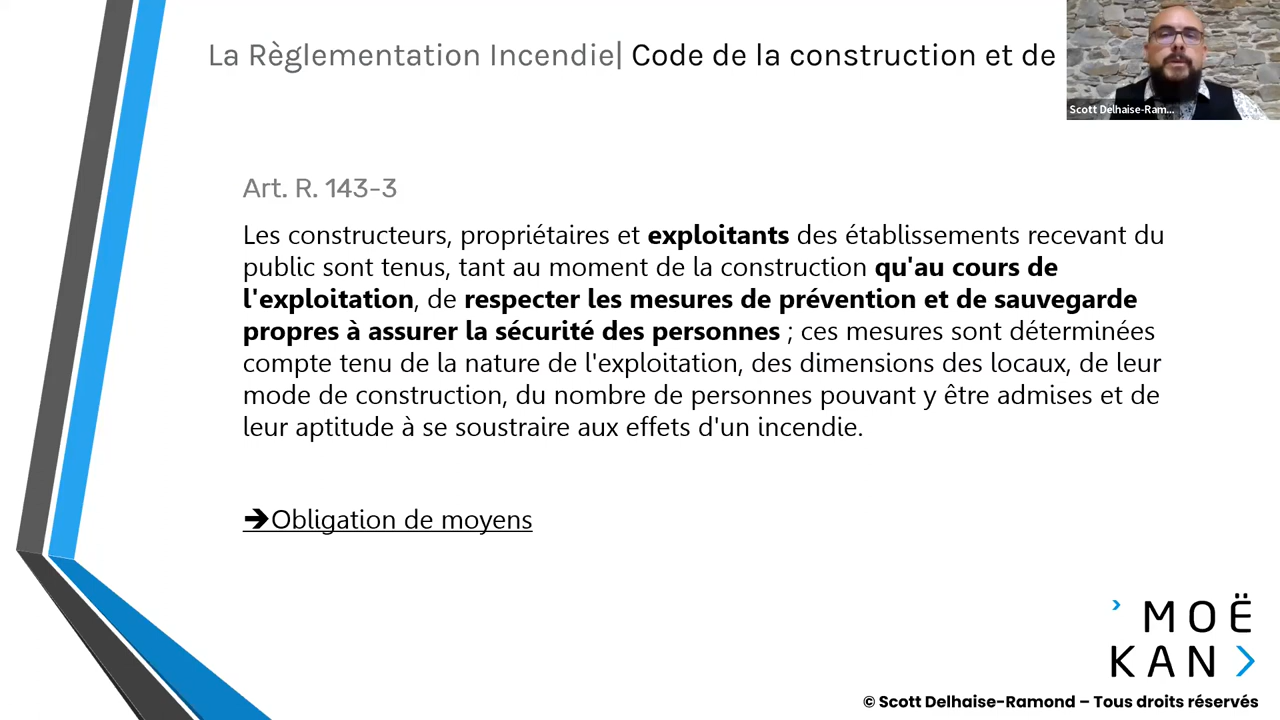 La Règlementation Incendie| Code de la construction et de
Scott Delhaise-Ram...
Art. R. 143-3
Les constructeurs, propriétaires et exploitants des établissements recevant du
public sont tenus, tant au moment de la construction qu'au cours de
l'exploitation, de respecter les mesures de prévention et de sauvegarde
propres à assurer la sécurité des personnes ; ces mesures sont déterminées
compte tenu de la nature de l'exploitation, des dimensions des locaux, de leur
mode de construction, du nombre de personnes pouvant y être admises et de
leur aptitude à se soustraire aux effets d'un incendie.
➔Obligation de moyens
MOË
KAN
© Scott Delhaise-Ramond – Tous droits réservés